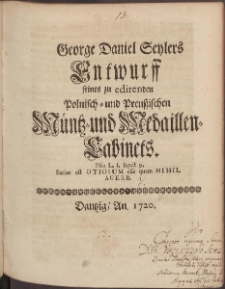 13.
George Daniel Seylers
Entwurff
seines zu edirenden
Polnisch- und Preußischen
Müntz- und Medaillen-
Cabinets.
Plin: L. I. Epist. 9.
Satius est OTIOSUM esse quam NIHIL
AGERE.
Dantzig/ An. 1720.